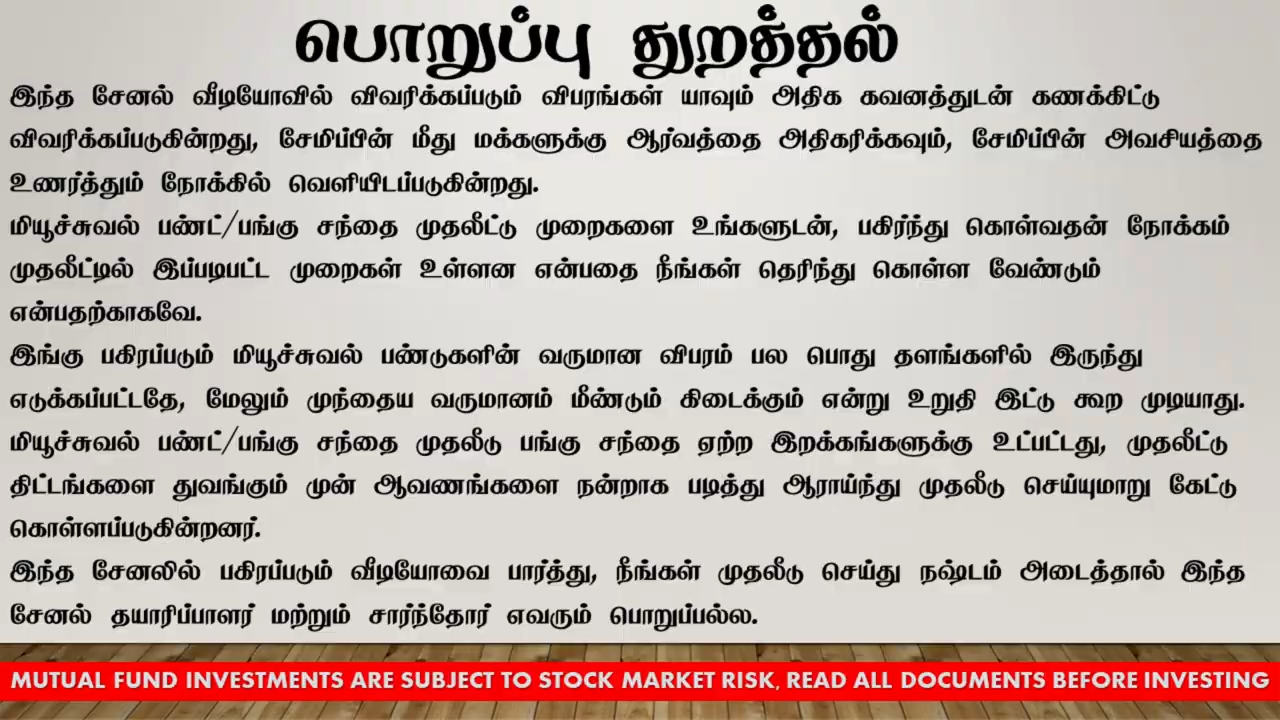 பொறுப்பு துறத்தல்
இந்த சேனல் வீடியோவில் விவரிக்கப்படும் விபரங்கள் யாவும் அதிக கவனத்துடன் கணக்கிட்டு
விவரிக்கப்படுகின்றது, சேமிப்பின் மீது மக்களுக்கு ஆர்வத்தை அதிகரிக்கவும், சேமிப்பின் அவசியத்தை
உணர்த்தும் நோக்கில் வெளியிடப்படுகின்றது.
மியூச்சுவல் பண்ட்/பங்கு சந்தை முதலீட்டு முறைகளை உங்களுடன், பகிர்ந்து கொள்வதன் நோக்கம்
முதலீட்டில் இப்படிபட்ட முறைகள் உள்ளன என்பதை நீங்கள் தெரிந்து கொள்ள வேண்டும்
என்பதற்காகவே.
இங்கு பகிரப்படும் மியூச்சுவல் பண்டுகளின் வருமான விபரம் பல பொது தளங்களில் இருந்து
எடுக்கப்பட்டதே, மேலும் முந்தைய வருமானம் மீண்டும் கிடைக்கும் என்று உறுதி இட்டு கூற முடியாது.
மியூச்சுவல் பண்ட்/பங்கு சந்தை முதலீடு பங்கு சந்தை ஏற்ற இறக்கங்களுக்கு உட்பட்டது, முதலீட்டு
திட்டங்களை துவங்கும் முன் ஆவணங்களை நன்றாக படித்து ஆராய்ந்து முதலீடு செய்யுமாறு கேட்டு
கொள்ளப்படுகின்றனர்.
இந்த சேனலில் பகிரப்படும் வீடியோவை பார்த்து, நீங்கள் முதலீடு செய்து நஷ்டம் அடைத்தால் இந்த
சேனல் தயாரிப்பாளர் மற்றும் சார்ந்தோர் எவரும் பொறுப்பல்ல.
MUTUAL FUND INVESTMENTS ARE SUBJECT TO STOCK MARKET RISK, READ ALL DOCUMENTS BEFORE INVESTING